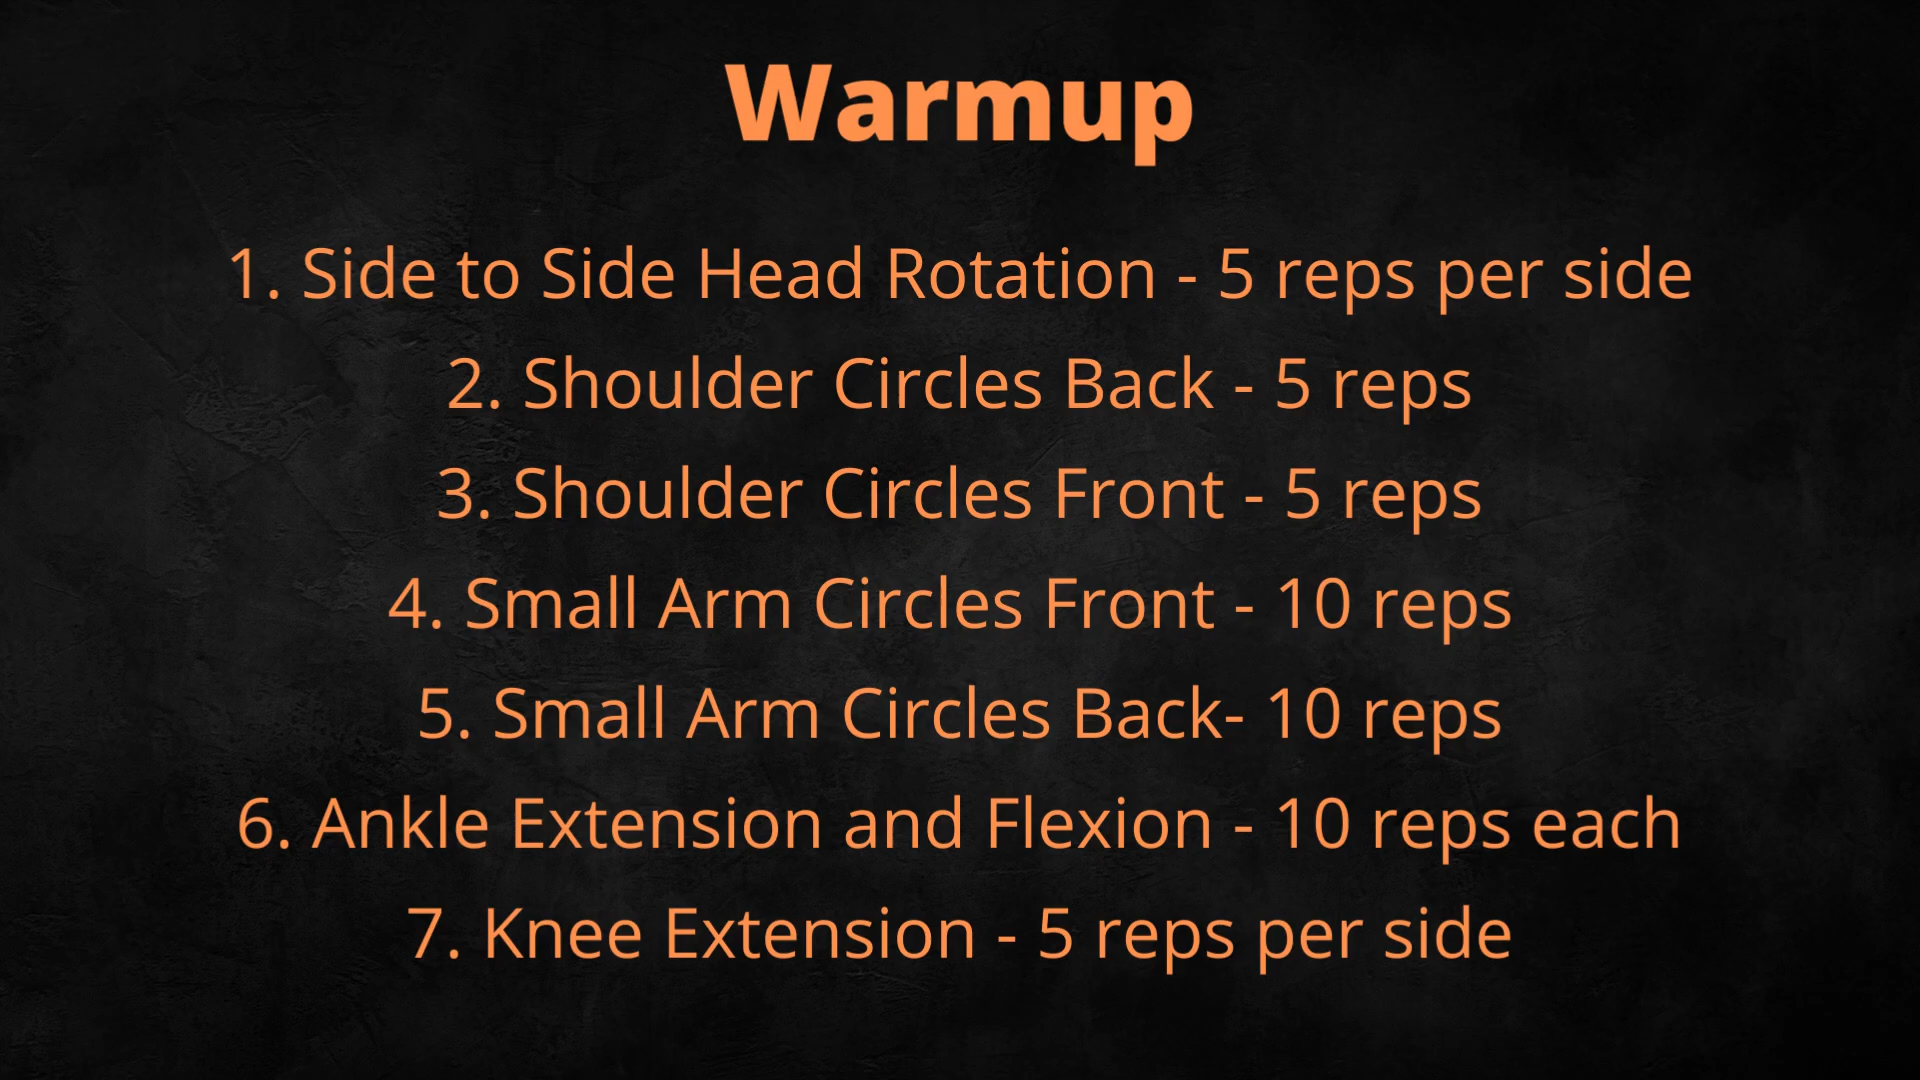 Warmup
1. Side to Side Head Rotation - 5 reps per side
2. Shoulder Circles Back - 5 reps
3. Shoulder Circles Front - 5 reps
4. Small Arm Circles Front - 10 reps
5. Small Arm Circles Back- 10 reps
6. Ankle Extension and Flexion - 10 reps each
7. Knee Extension - 5 reps per side